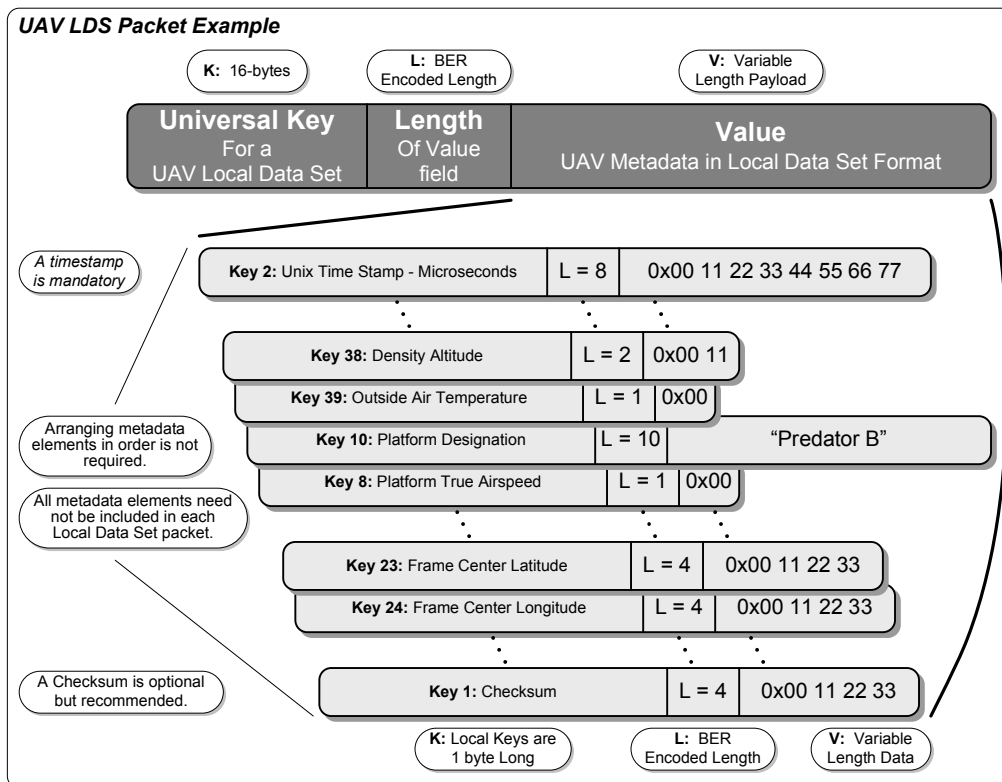 UAV LDS Packet Example
K: 16-bytes
L: BER
Encoded Length
V: Variable
Length Payload
Universal Key
For a
UAV Local Data Set
Length
Of Value
field
Value
UAV Metadata in Local Data Set Format
A timestamp
is mandatory
Key 2: Unix Time Stamp - Microseconds
L = 8
0x00 11 22 33 44 55 66 77
Key 38: Density Altitude
L = 2
0x00 11
Key 39: Outside Air Temperature
L = 1
0x00
Arranging metadata
elements in order is not
required.
Key 10: Platform Designation
L = 10
“Predator B”
Key 8: Platform True Airspeed
L = 1
0x00
All metadata elements need
not be included in each
Local Data Set packet.
Key 23: Frame Center Latitude
L = 4
0x00 11 22 33
Key 24: Frame Center Longitude
L = 4
0x00 11 22 33
A Checksum is optional
but recommended.
Key 1: Checksum
L = 4
0x00 11 22 33
K: Local Keys are
1 byte Long
L: BER
Encoded Length
V: Variable
Length Data